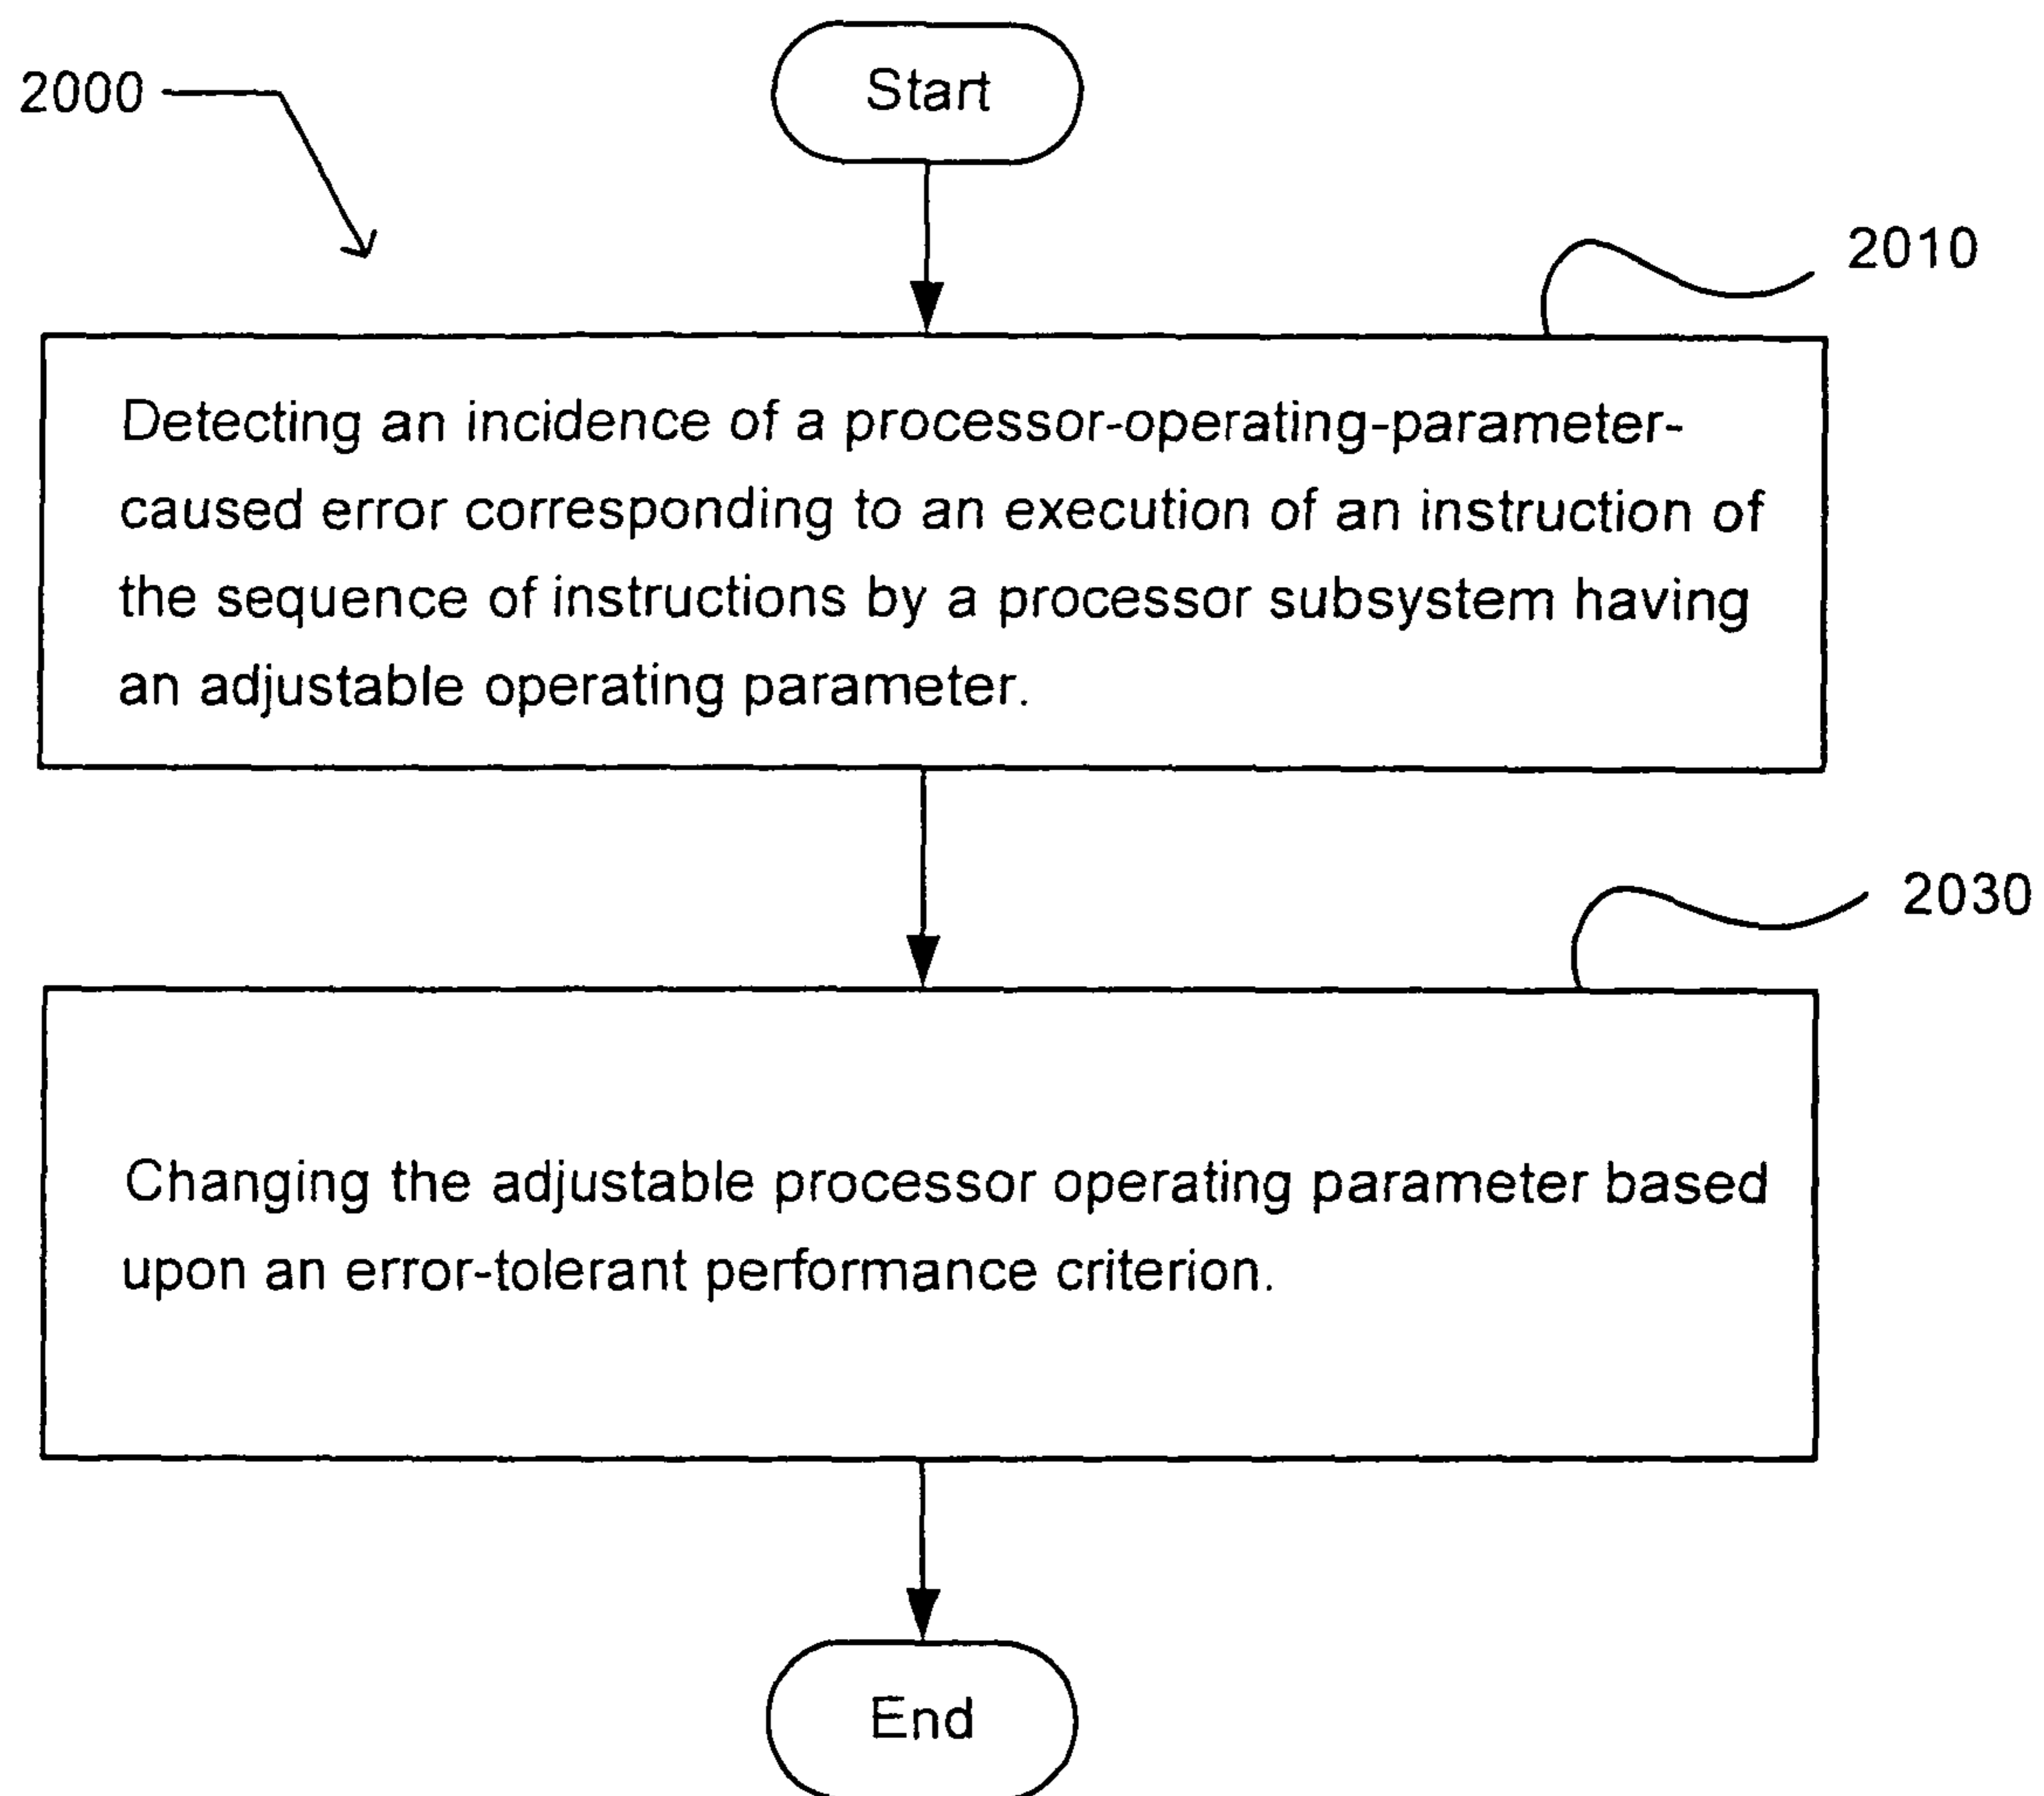 Start
2000
2010
Detecting an incidence of a processor-operating-parameter-
caused error corresponding to an execution of an instruction of
the sequence of instructions by a processor subsystem having
an adjustable operating parameter.
2030
Changing the adjustable processor operating parameter based
upon an error-tolerant performance criterion.
End